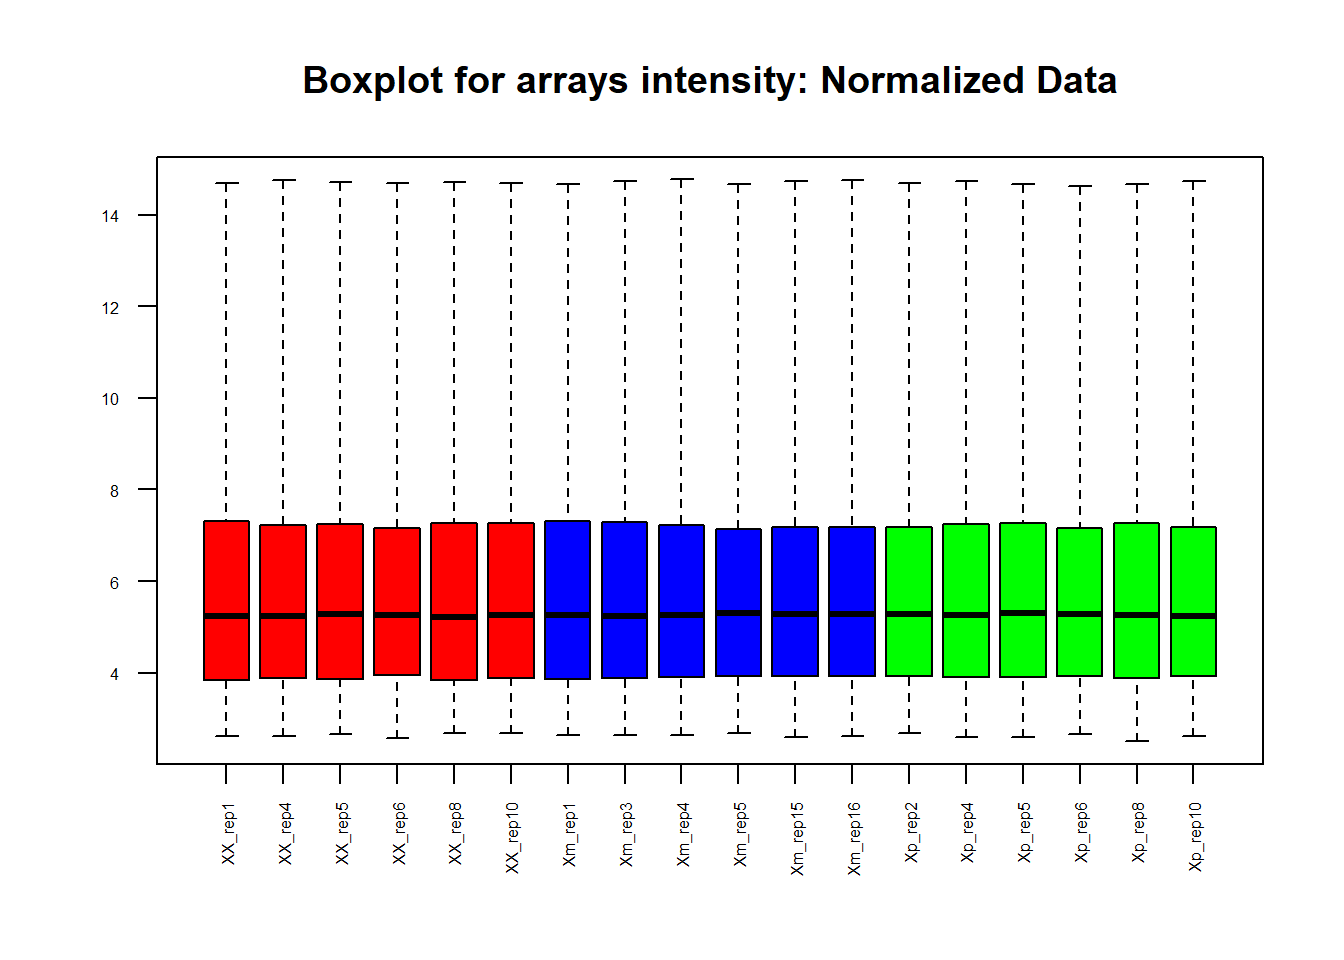 Boxplot for arrays intensity: Normalized Data
14
12
10
8
6
4
XX_rep1
XX_rep4
XX_rep5
XX_rep6
XX_rep8
XX_rep10
Xm_rep1
Xm_rep3
Xm_rep4
Xm_rep5
Xm_rep15
Xm_rep16
Xp_rep2
Xp_rep4
Xp_rep5
Xp_rep6
Xp_rep8
Xp_rep10